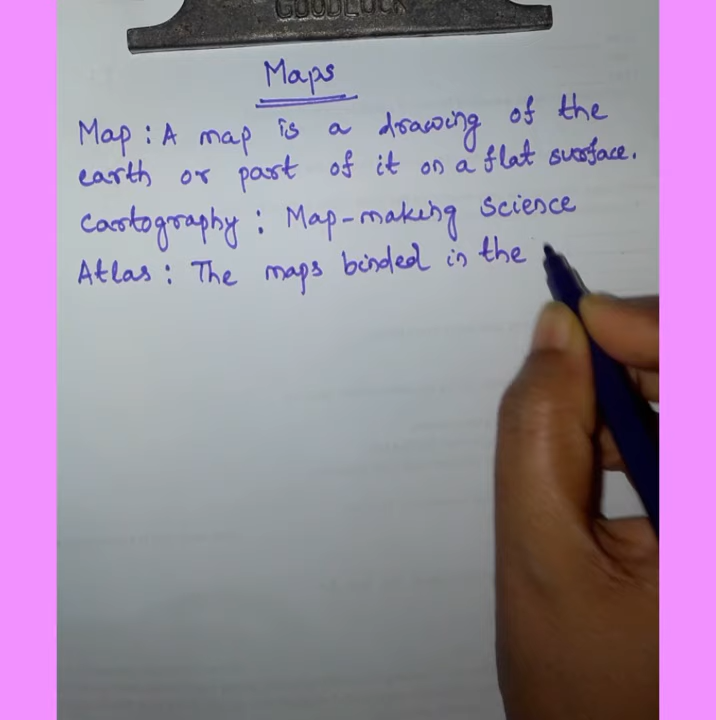 GOODLUCK
Maps
Map : A map is a drawing of the
earth or part of it on a flat surface.
Cartography : Map-making science
Atlas : The maps binded in the